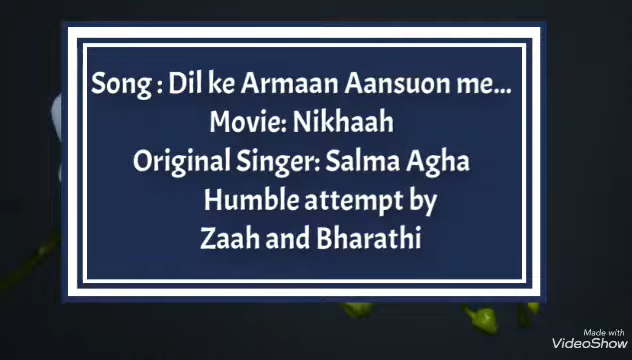 Song : Dil ke Armaan Aansuon me...
Movie: Nikhaah
Original Singer: Salma Agha
Humble attempt by
Zaah and Bharathi
Made with
VideoShow